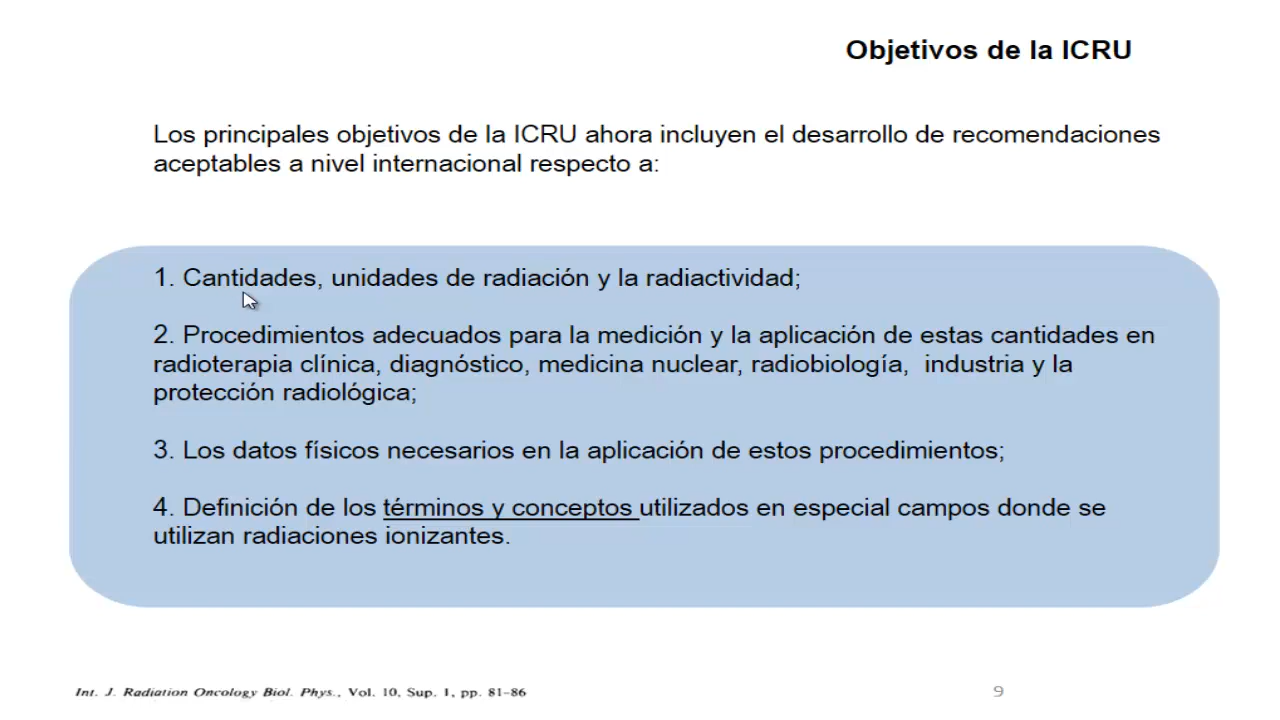 Objetivos de la ICRU
Los principales objetivos de la ICRU ahora incluyen el desarrollo de recomendaciones
aceptables a nivel internacional respecto a:
1. Cantidades, unidades de radiación y la radiactividad;
2. Procedimientos adecuados para la medición y la aplicación de estas cantidades en
radioterapia clínica, diagnóstico, medicina nuclear, radiobiología, industria y la
protección radiológica;
3. Los datos físicos necesarios en la aplicación de estos procedimientos;
4. Definición de los términos y conceptos utilizados en especial campos donde se
utilizan radiaciones ionizantes.
Int. J. Radiation Oncology Biol. Phys., Vol. 10, Sup. 1, pp. 81–86
9